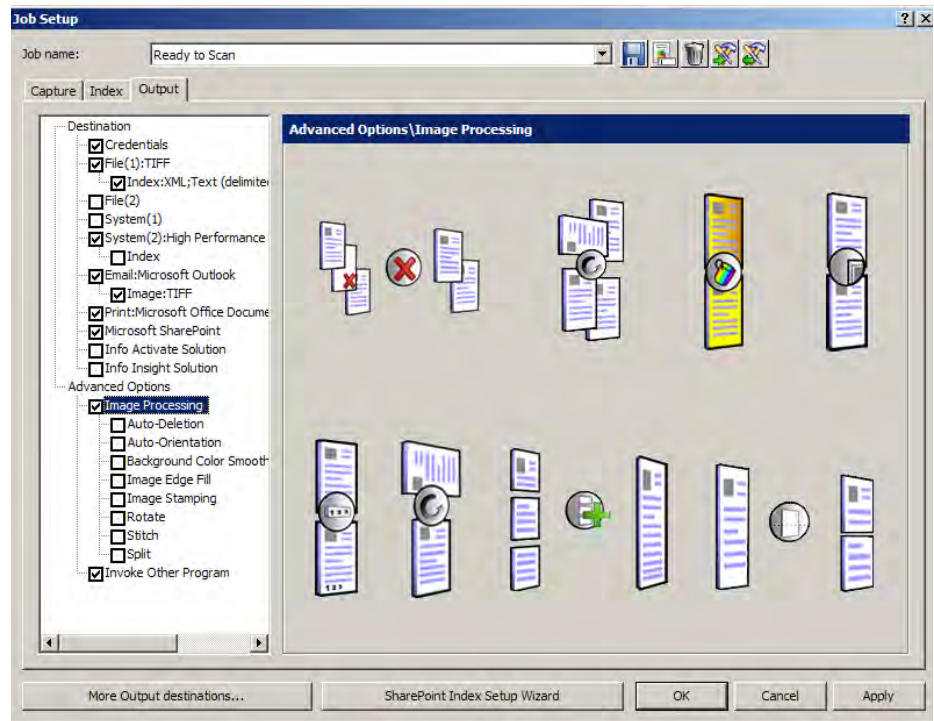 Job Setup
Job name: Ready to Scan
Capture Index Output
Destination
Credentials
File(1):TIFF
Index:XML;Text (delimite
File(2)
System(1)
System(2):High Performance
Index
Email:Microsoft Outlook
Image:TIFF
Print:Microsoft Office Docume
Microsoft SharePoint
Info Activate Solution
Info Insight Solution
Advanced Options
Image Processing
Auto-Deletion
Auto-Orientation
Background Color Smooth
Image Edge Fill
Image Stamping
Rotate
Stitch
Split
Invoke Other Program
Advanced Options\Image Processing
123
123
More Output destinations... SharePoint Index Setup Wizard OK Cancel Apply